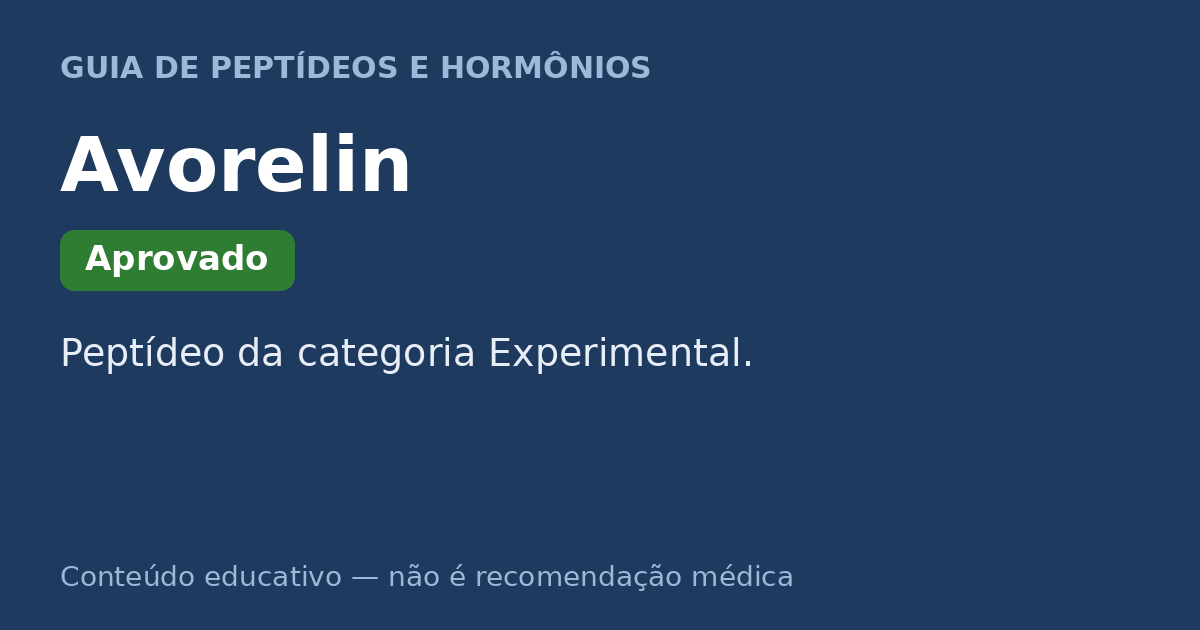 GUIA DE PEPTÍDEOS E HORMÔNIOS
Avorelin
Aprovado
Peptídeo da categoria Experimental.
Conteúdo educativo — não é recomendação médica